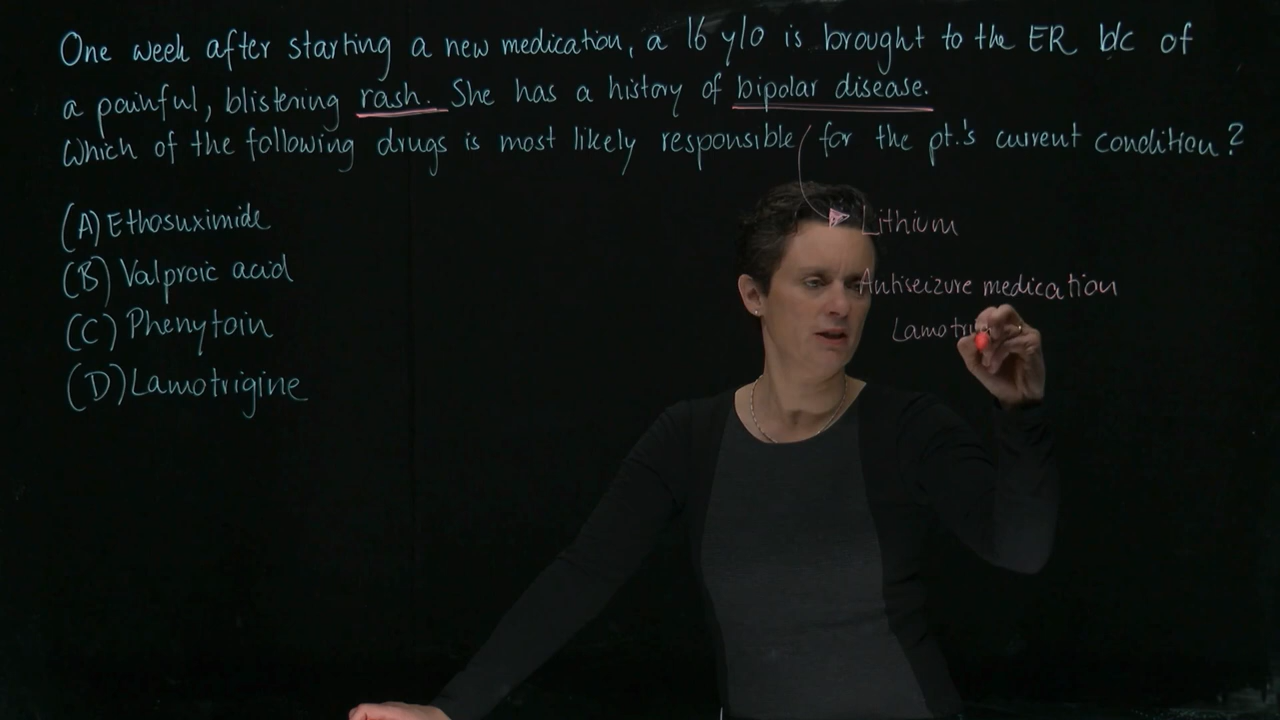 One week after starting a new medication, a 16 y/o is brought to the ER b/c of
a painful, blistering rash. She has a history of bipolar disease.
Which of the following drugs is most likely responsible for the pt.'s current condition?
(A) Ethosuximide
(B) Valproic acid
(C) Phenytoin
(D) Lamotrigine
Lithium
Antiseizure medication
Lamotri